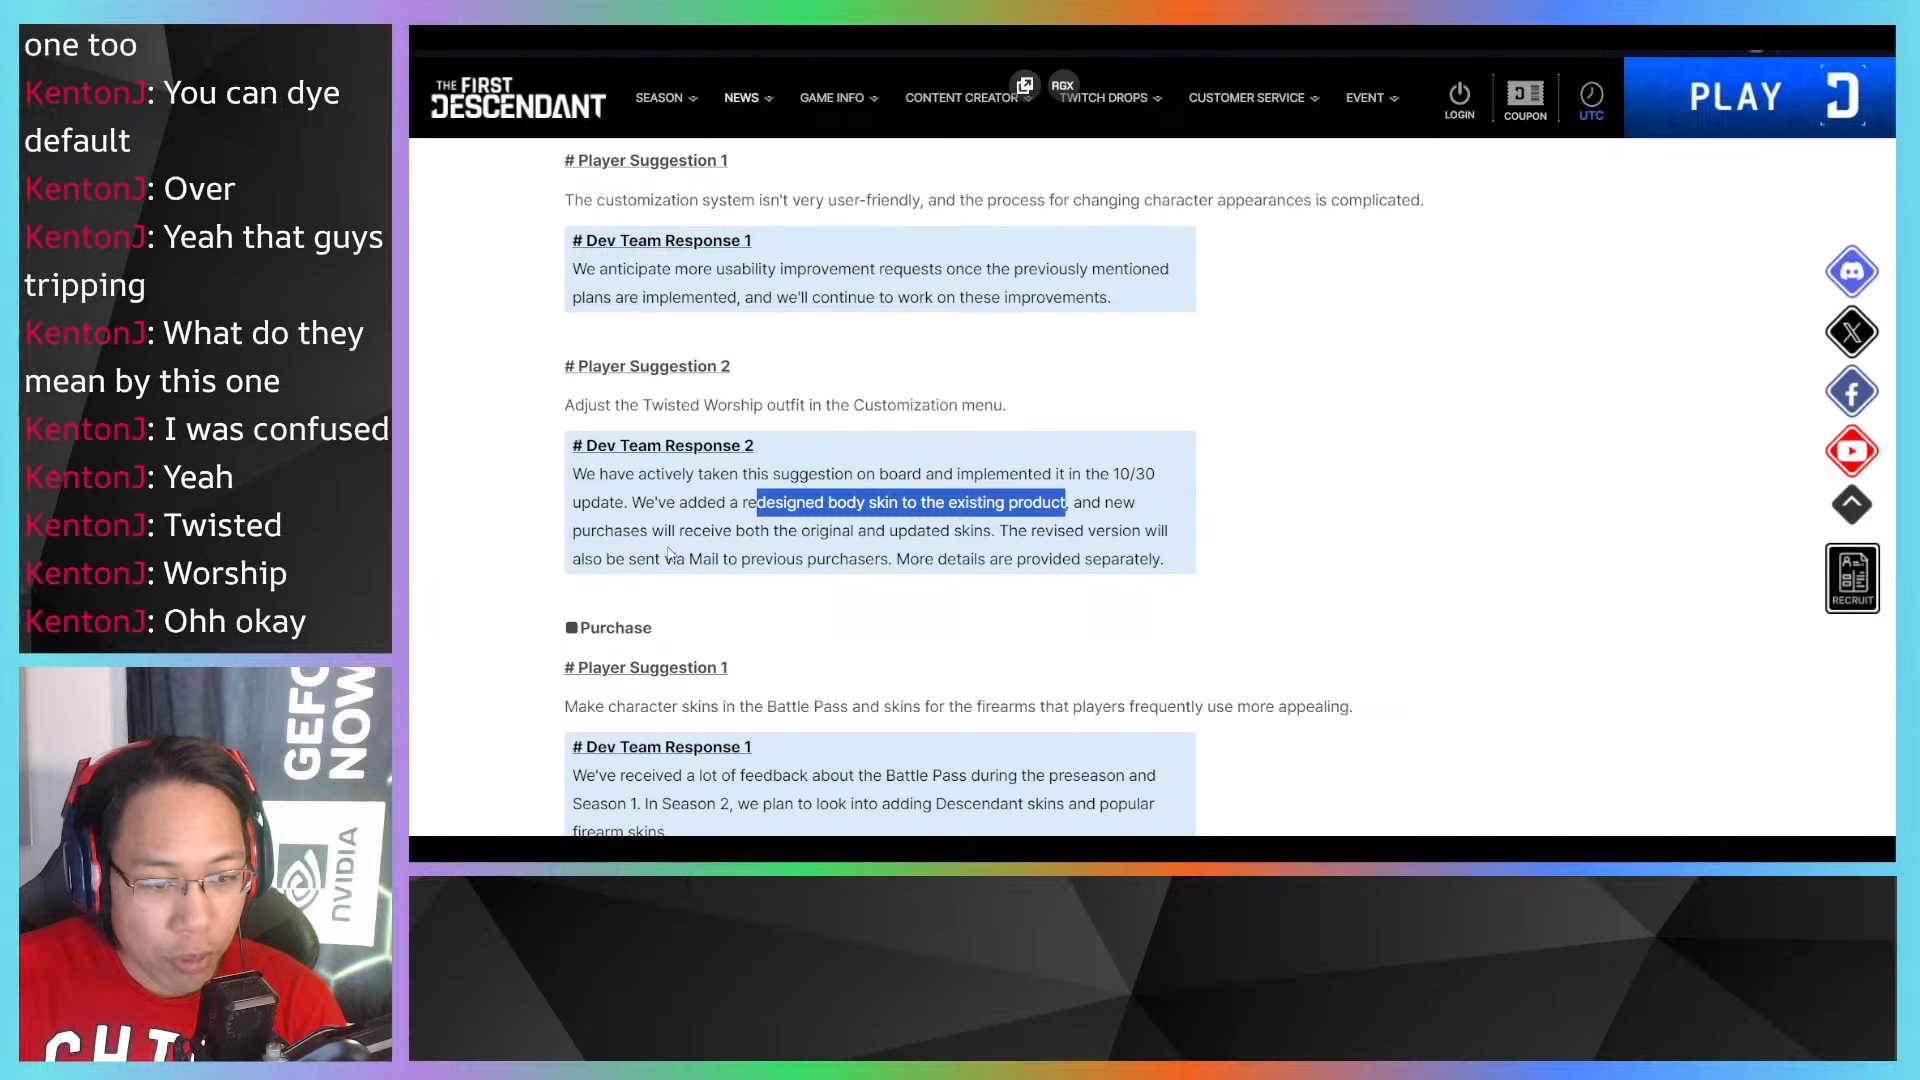 one too
KentonJ: You can dye
default
KentonJ: Over
KentonJ: Yeah that guys
tripping
KentonJ: What do they
mean by this one
KentonJ: I was confused
KentonJ: Yeah
KentonJ: Twisted
KentonJ: Worship
KentonJ: Ohh okay
GEFO
NOW
NVIDIA
CHI
THE FIRST
DESCENDANT
SEASON
NEWS
GAME INFO
CONTENT CREATOR
RGX
TWITCH DROPS
CUSTOMER SERVICE
EVENT
LOGIN
COUPON
UTC
PLAY
# Player Suggestion 1
The customization system isn't very user-friendly, and the process for changing character appearances is complicated.
# Dev Team Response 1
We anticipate more usability improvement requests once the previously mentioned
plans are implemented, and we'll continue to work on these improvements.
# Player Suggestion 2
Adjust the Twisted Worship outfit in the Customization menu.
# Dev Team Response 2
We have actively taken this suggestion on board and implemented it in the 10/30
update. We've added a redesigned body skin to the existing product, and new
purchases will receive both the original and updated skins. The revised version will
also be sent via Mail to previous purchasers. More details are provided separately.
Purchase
# Player Suggestion 1
Make character skins in the Battle Pass and skins for the firearms that players frequently use more appealing.
# Dev Team Response 1
We've received a lot of feedback about the Battle Pass during the preseason and
Season 1. In Season 2, we plan to look into adding Descendant skins and popular
firearm skins.
RECRUIT